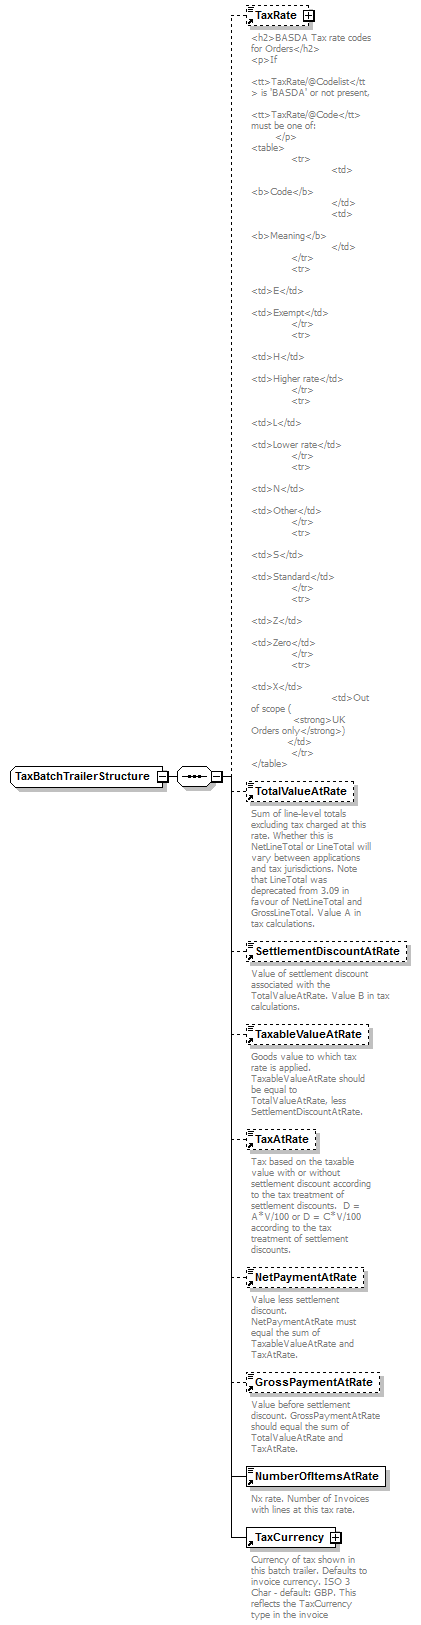 TaxRate
<h2>BASDA Tax rate codes
for Orders</h2>
<p>If
<tt>TaxRate/@Codelist</tt
> is 'BASDA' or not present,
<tt>TaxRate/@Code</tt>
must be one of:
</p>
<table>
<tr>
<td>
<b>Code</b>
</td>
<td>
<b>Meaning</b>
</td>
</tr>
<tr>
<td>E</td>
<td>Exempt</td>
</tr>
<tr>
<td>H</td>
<td>Higher rate</td>
</tr>
<tr>
<td>L</td>
<td>Lower rate</td>
</tr>
<tr>
<td>N</td>
<td>Other</td>
</tr>
<tr>
<td>S</td>
<td>Standard</td>
</tr>
<tr>
<td>Z</td>
<td>Zero</td>
</tr>
<tr>
<td>X</td>
<td>Out
of scope (
<strong>UK
Orders only</strong>)
</td>
</tr>
</table>
TaxBatchTrailerStructure
TotalValueAtRate
Sum of line-level totals
excluding tax charged at this
rate. Whether this is
NetLineTotal or LineTotal will
vary between applications
and tax jurisdictions. Note
that LineTotal was
deprecated from 3.09 in
favour of NetLineTotal and
GrossLineTotal. Value A in
tax calculations.
SettlementDiscountAtRate
Value of settlement discount
associated with the
TotalValueAtRate. Value B in tax
calculations.
TaxableValueAtRate
Goods value to which tax
rate is applied.
TaxableValueAtRate should
be equal to
TotalValueAtRate, less
SettlementDiscountAtRate.
TaxAtRate
Tax based on the taxable
value with or without
settlement discount according
to the tax treatment of
settlement discounts.  D =
A*V/100 or D = C*V/100
according to the tax
treatment of settlement
discounts.
NetPaymentAtRate
Value less settlement
discount.
NetPaymentAtRate must
equal the sum of
TaxableValueAtRate and
TaxAtRate.
GrossPaymentAtRate
Value before settlement
discount. GrossPaymentAtRate
should equal the sum of
TotalValueAtRate and
TaxAtRate.
NumberOfItemsAtRate
Nx rate. Number of Invoices
with lines at this tax rate.
TaxCurrency
Currency of tax shown in
this batch trailer. Defaults to
invoice currency. ISO 3
Char - default: GBP. This
reflects the TaxCurrency
type in the invoice